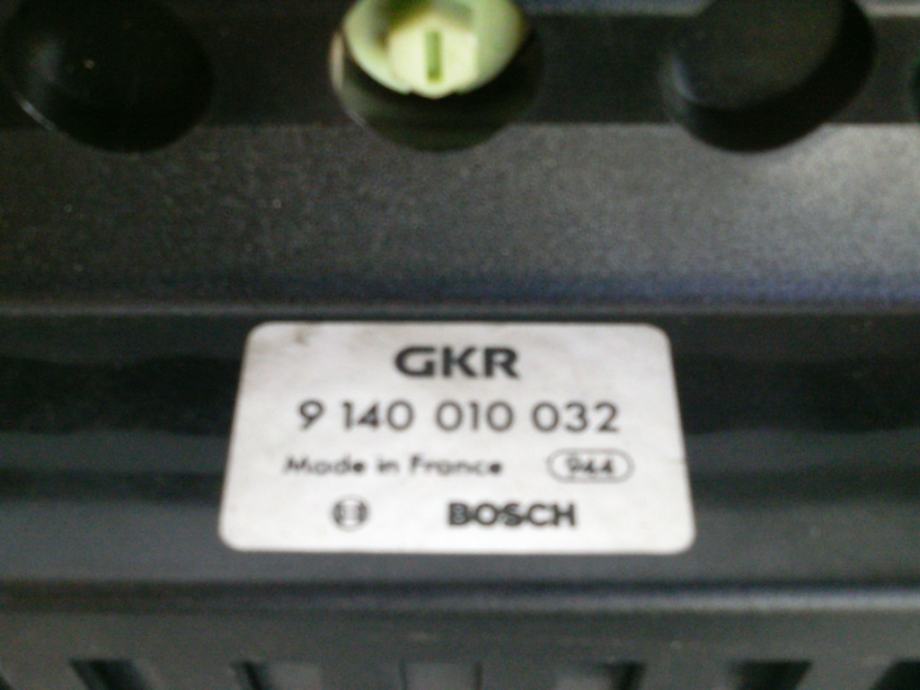 GKR
9 140 010 032
Made in France 944
BOSCH